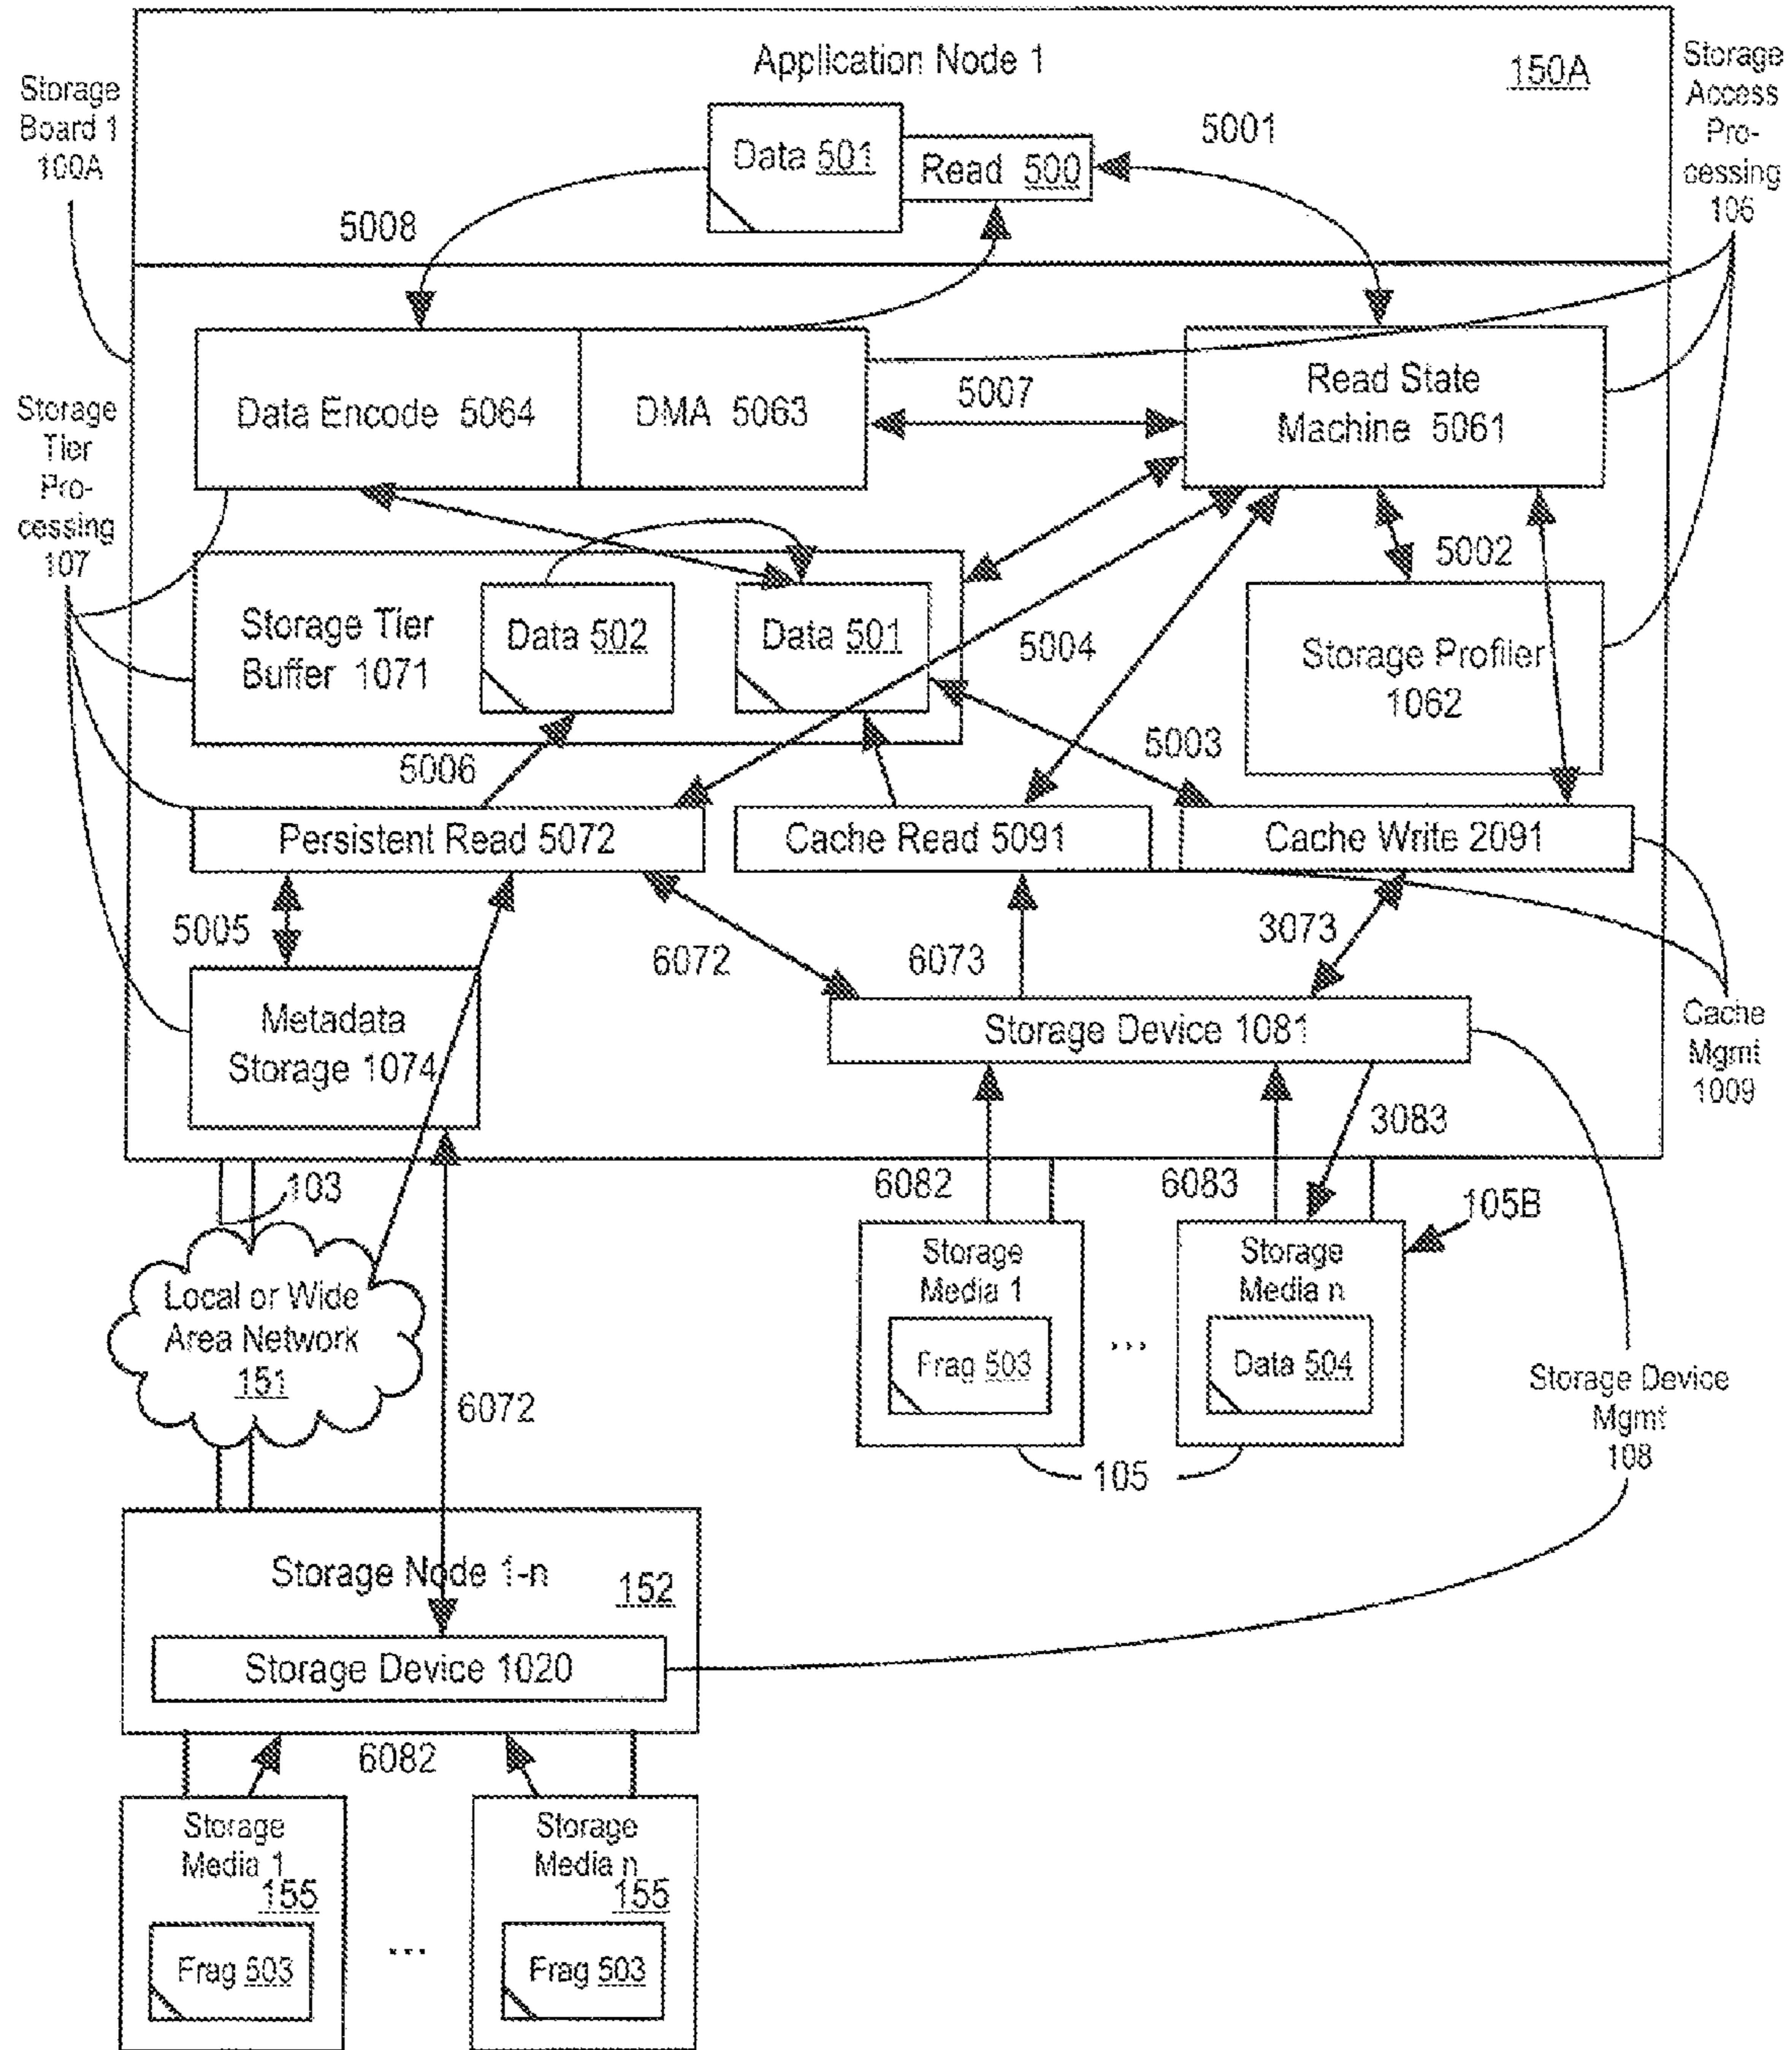 Application Node 1
150A
Storage
Board 1
100A
Storage
Access
Pro-
cessing
106
Data 501
Read 500
5001
5008
Data Encode 5064
DMA 5063
5007
Read State
Machine 5061
Storage
Tier
Pro-
cessing
107
5002
Storage Tier
Buffer 1071
Data 502
Data 501
5004
Storage Profiler
1062
5006
5003
Persistent Read 5072
Cache Read 5091
Cache Write 2091
5005
6072
6073
3073
Metadata
Storage 1074
Storage Device 1081
Cache
Mgmt
1009
3083
103
6082
6083
105B
Local or Wide
Area Network
151
Storage
Media 1
Frag 503
...
Storage
Media n
Data 504
6072
105
Storage Device
Mgmt
108
Storage Node 1-n
152
Storage Device 1020
6082
Storage
Media 1
155
Frag 503
...
Storage
Media n
155
Frag 503